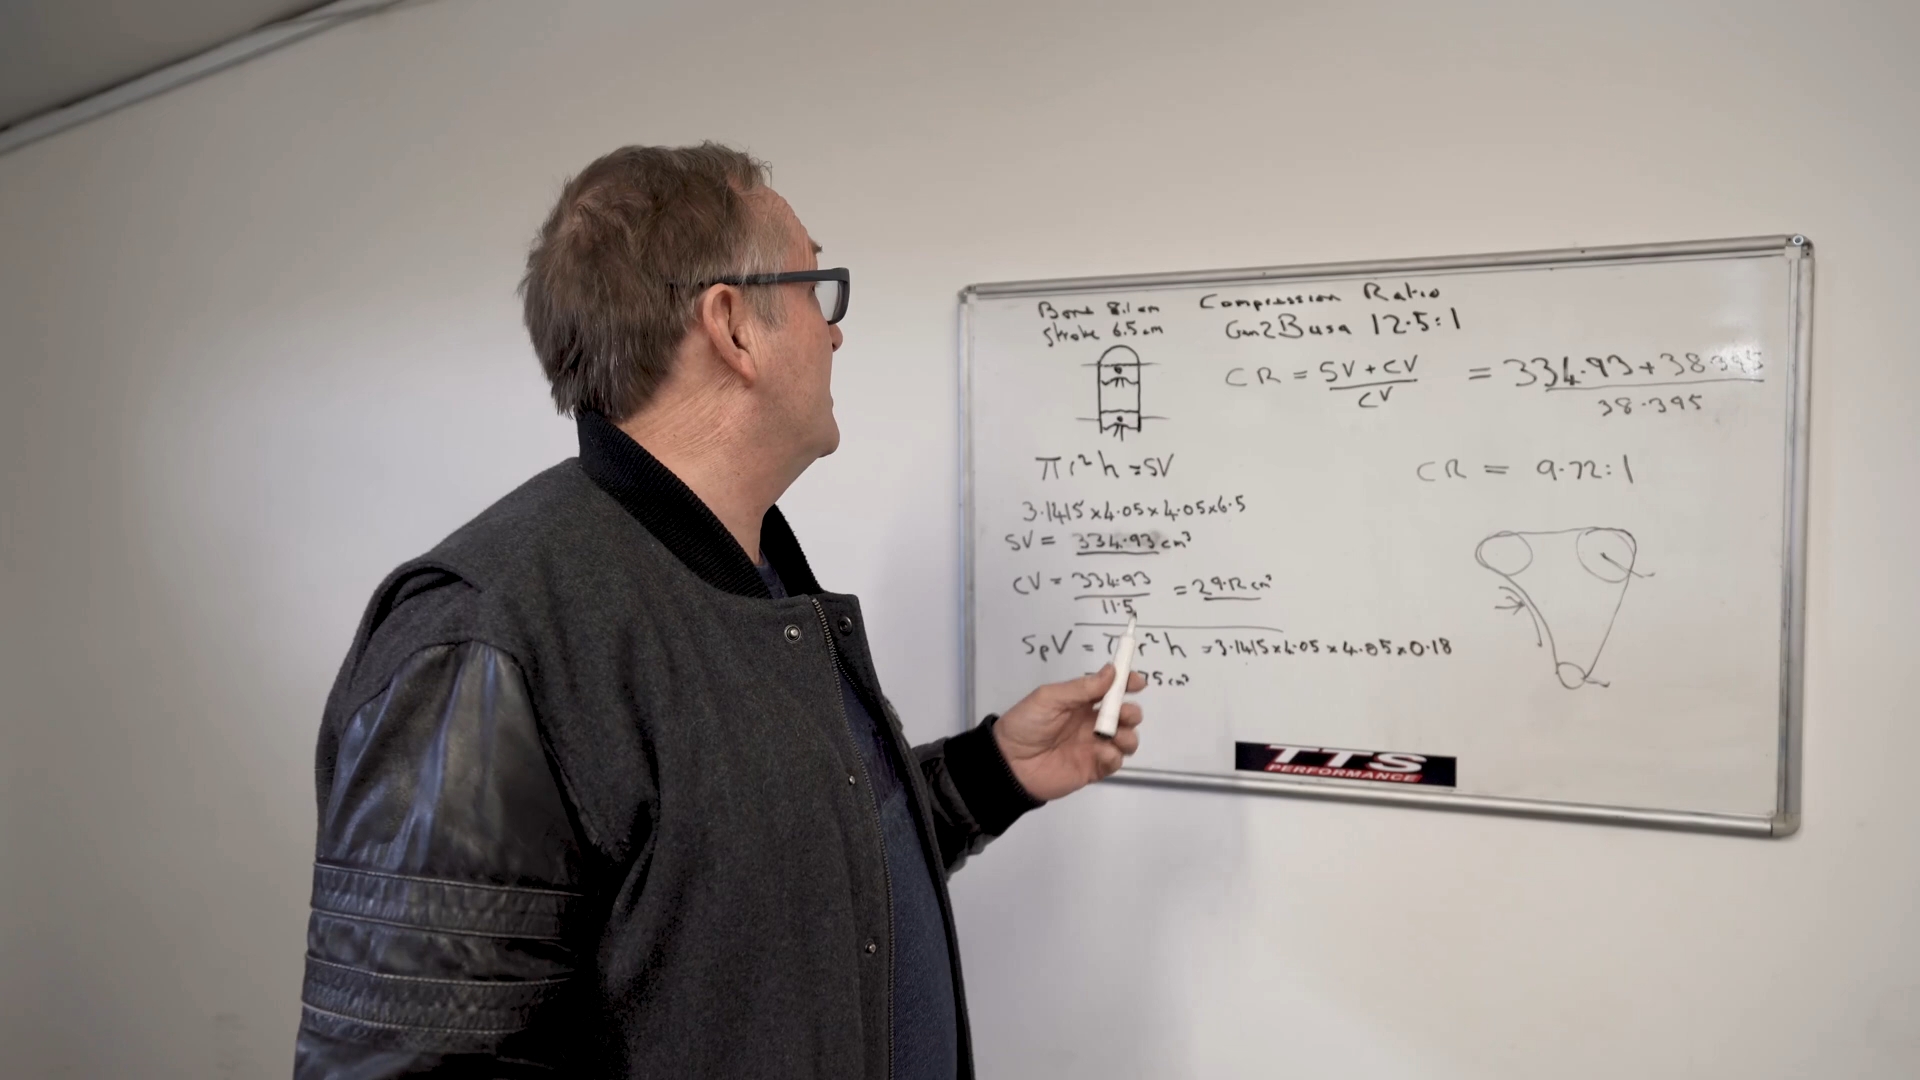 Bore 8.1 cm
Stroke 6.5 cm
Compression Ratio
Gen2Busa 12.5:1
CR = SV + CV / CV = 334.93 + 38.395 / 38.395
CR = 9.72:1
πr²h = SV
3.1415 x 4.05 x 4.05 x 6.5
SV = 334.93 cm³
CV = 334.93 / 11.5 = 29.12 cm³
SpV = πr²h = 3.1415 x 4.05 x 4.05 x 0.18
75 cm³
TTS
PERFORMANCE